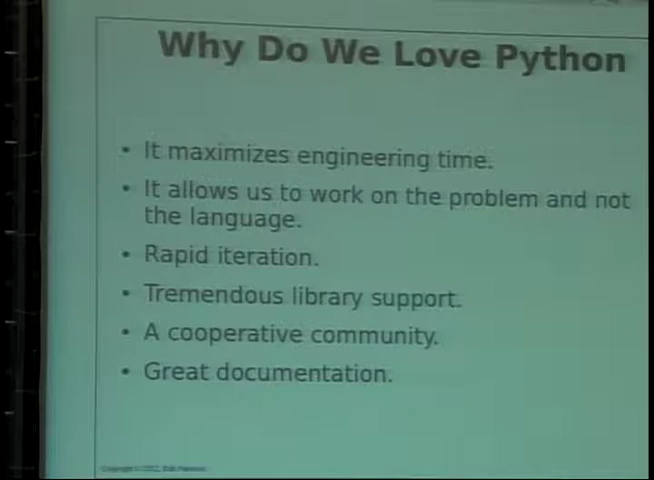 Why Do We Love Python
• It maximizes engineering time.
• It allows us to work on the problem and not
the language.
• Rapid iteration.
• Tremendous library support.
• A cooperative community.
• Great documentation.